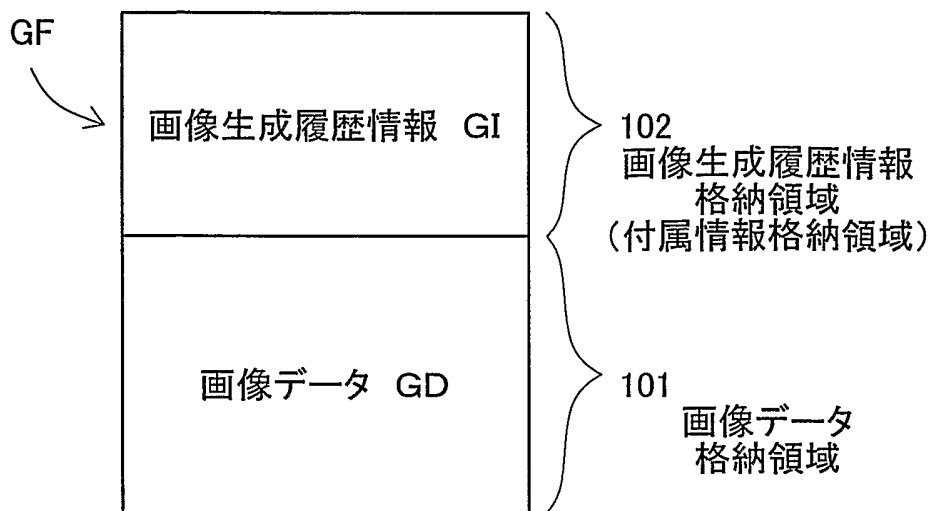 GF
画像生成履歴情報 GI
102
画像生成履歴情報
格納領域
(付属情報格納領域)
画像データ GD
101
画像データ
格納領域